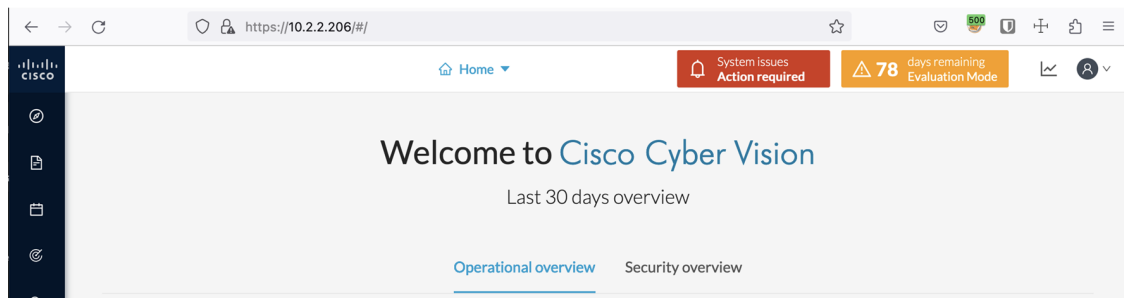 https://10.2.2.206/#/
500
CISCO
Home
System issues
Action required
78 days remaining
Evaluation Mode
Welcome to Cisco Cyber Vision
Last 30 days overview
Operational overview Security overview